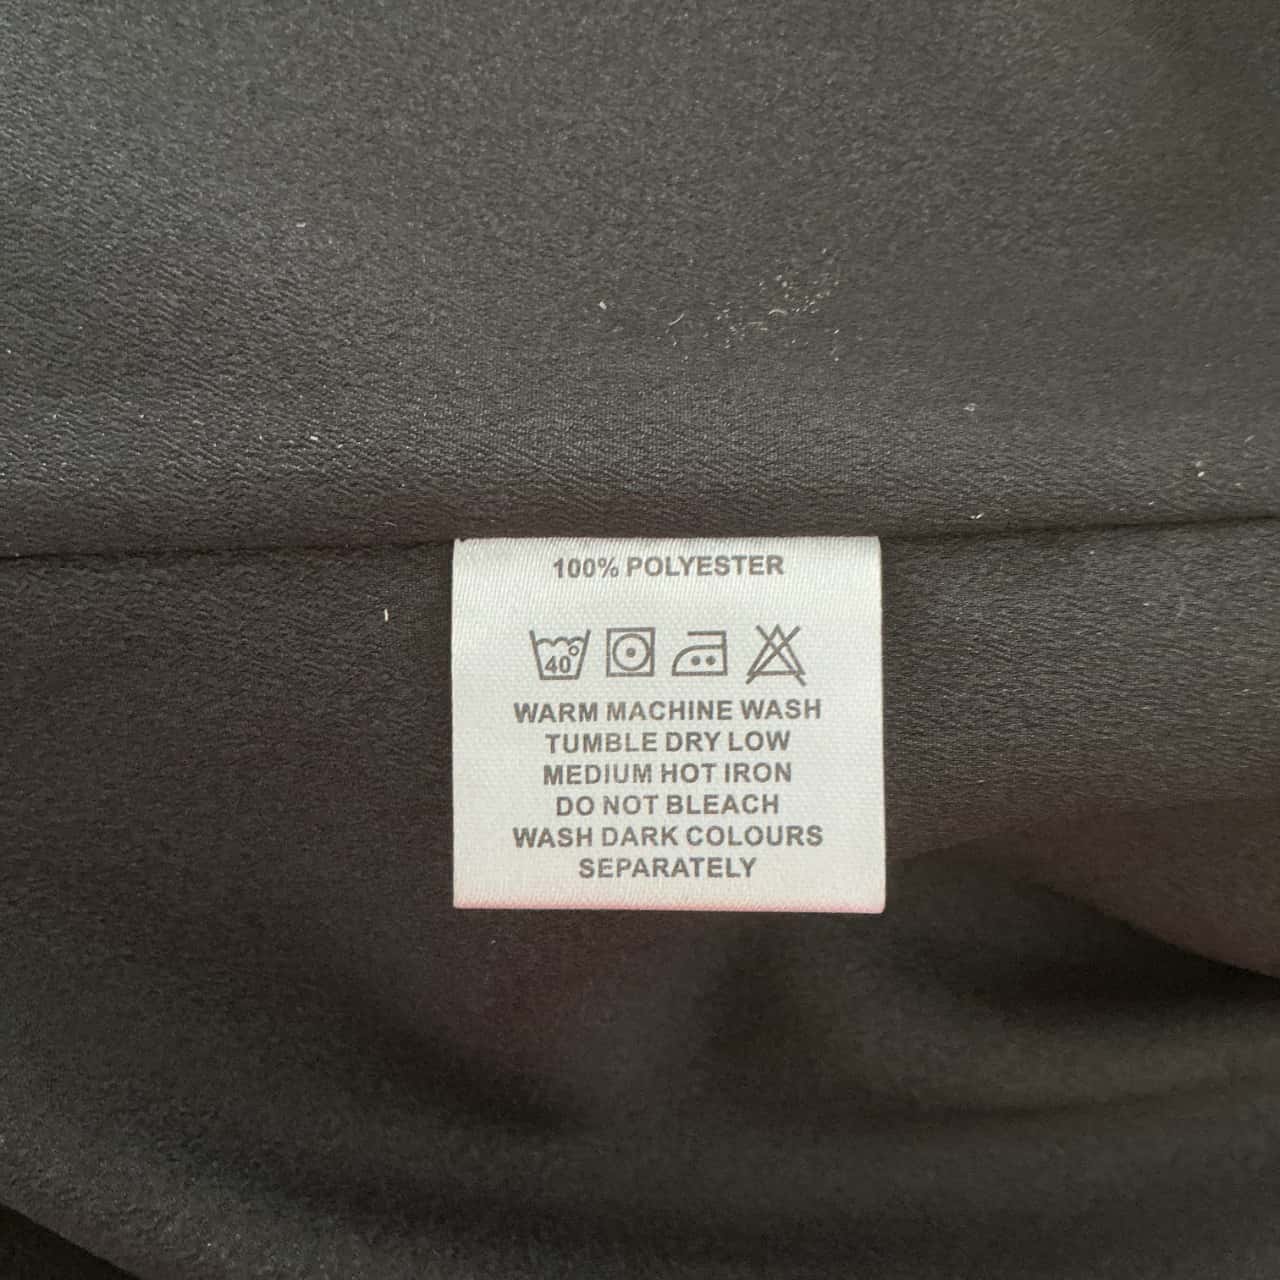 100% POLYESTER
40°
WARM MACHINE WASH
TUMBLE DRY LOW
MEDIUM HOT IRON
DO NOT BLEACH
WASH DARK COLOURS
SEPARATELY